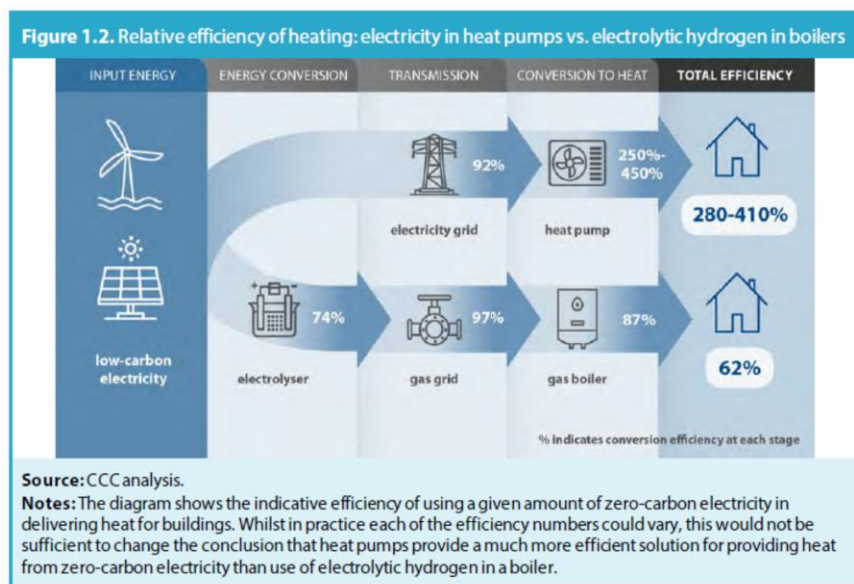 Figure 1.2. Relative efficiency of heating: electricity in heat pumps vs. electrolytic hydrogen in boilers
INPUT ENERGY
ENERGY CONVERSION
TRANSMISSION
CONVERSION TO HEAT
TOTAL EFFICIENCY
92%
250%-
450%
electricity grid
heat pump
280-410%
low-carbon
electricity
74%
97%
87%
electrolyser
gas grid
gas boiler
62%
% indicates conversion efficiency at each stage
Source: CCC analysis.
Notes: The diagram shows the indicative efficiency of using a given amount of zero-carbon electricity in
delivering heat for buildings. Whilst in practice each of the efficiency numbers could vary, this would not be
sufficient to change the conclusion that heat pumps provide a much more efficient solution for providing heat
from zero-carbon electricity than use of electrolytic hydrogen in a boiler.